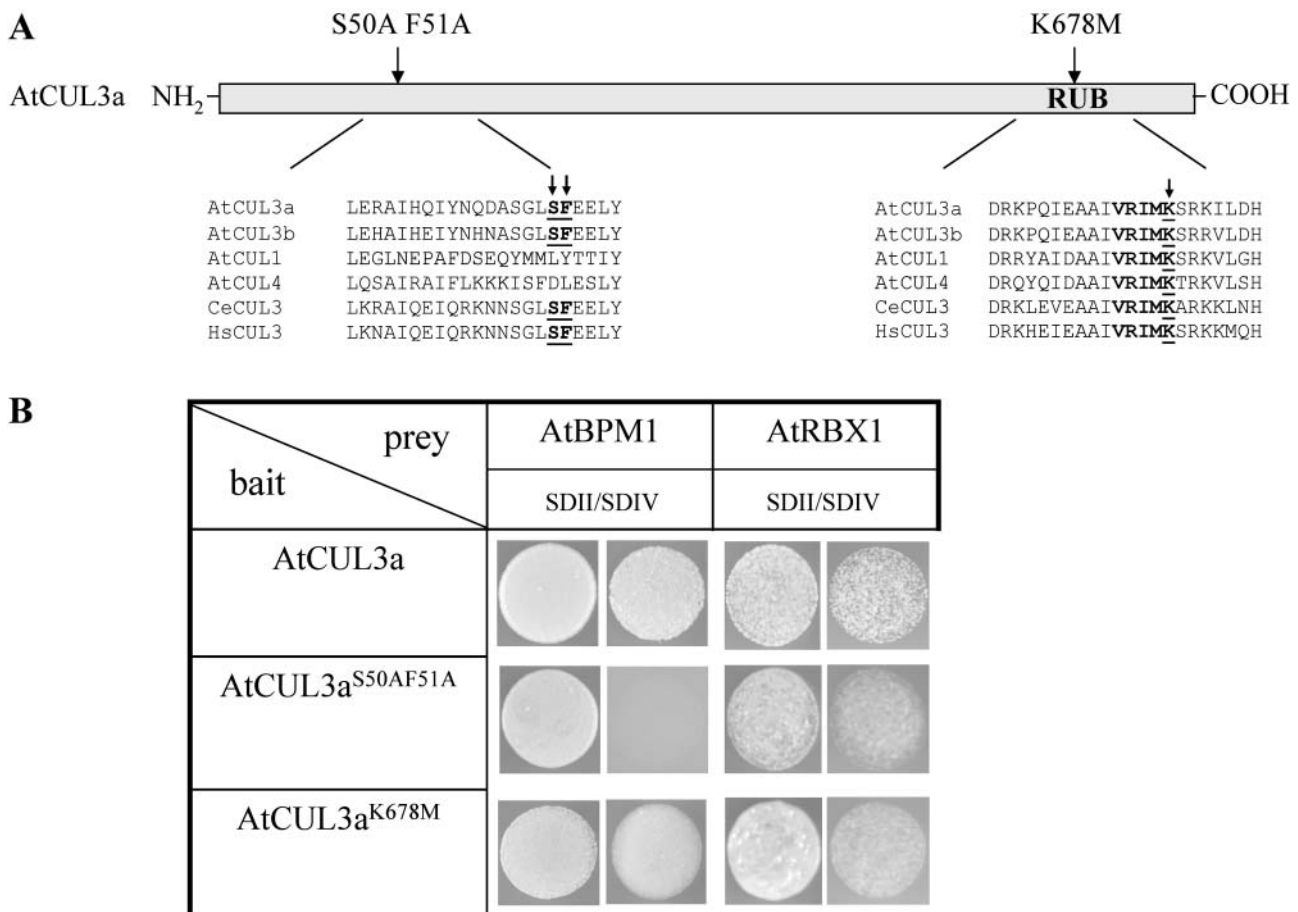 A
S50A F51A
K678M
AtCUL3a NH2 RUB COOH
AtCUL3a LERAIHQIYNQDASGLSFEELY
AtCUL3b LEHAIHEIYNHNASGLSFEELY
AtCUL1 LEGLNEPAFDSEQYMMLYTTIY
AtCUL4 LQSAIRAIFLKKKISFDLESLY
CeCUL3 LKRAIQEIQRKNNSGLSFEELY
HsCUL3 LKNAIQEIQRKNNSGLSFEELY
AtCUL3a DRKPQIEAAIVRIMKSRKILDH
AtCUL3b DRKPQIEAAIVRIMKSRRVLDH
AtCUL1 DRRYAIDAAIVRIMKSRKVLGH
AtCUL4 DRQYQIDAAIVRIMKTRKVLSH
CeCUL3 DRKLEVEAAIVRIMKARKKLNH
HsCUL3 DRKHEIEAAIVRIMKSRKKMQH
B
prey
bait
AtBPM1 AtRBX1
SDII/SDIV SDII/SDIV
AtCUL3a
AtCUL3aS50AF51A
AtCUL3aK678M